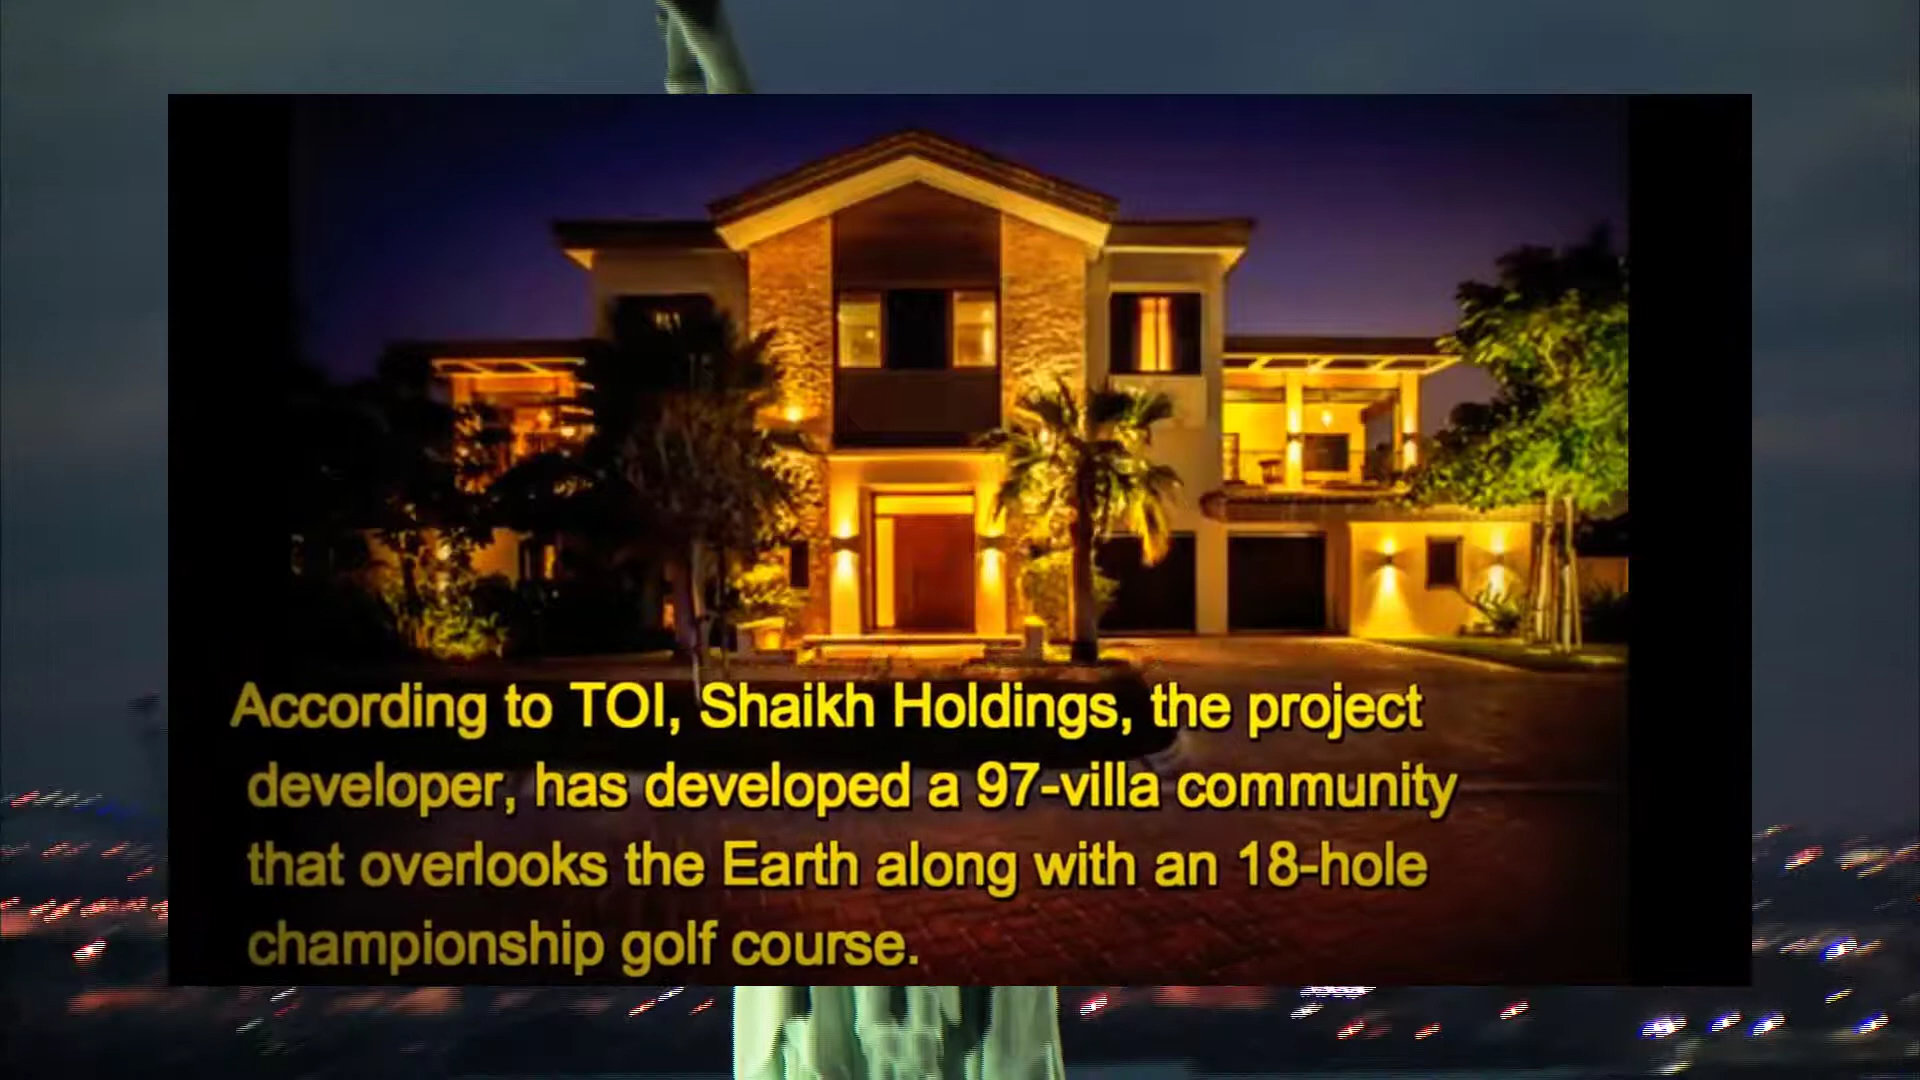 According to TOI, Shaikh Holdings, the project
developer, has developed a 97-villa community
that overlooks the Earth along with an 18-hole
championship golf course.